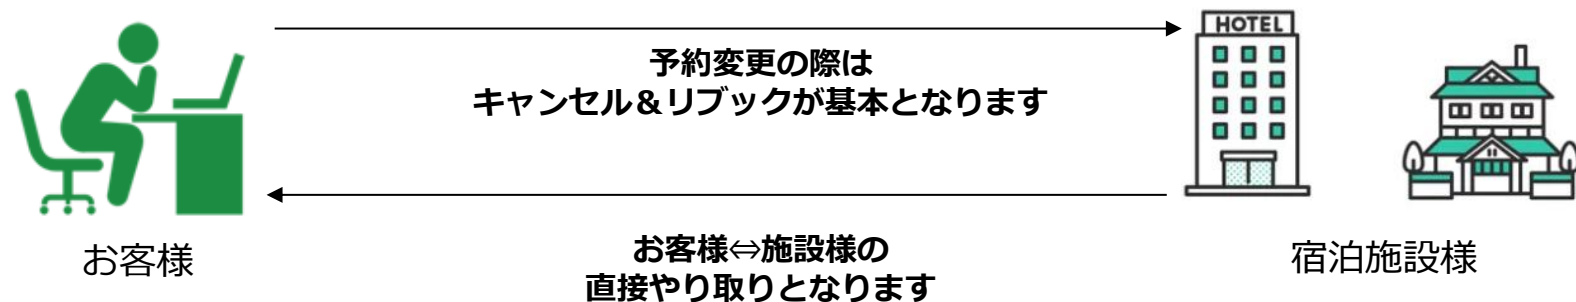 HOTEL
予約変更の際は
キャンセル＆リブックが基本となります
お客様⇔施設様の
直接やり取りとなります
お客様
宿泊施設様